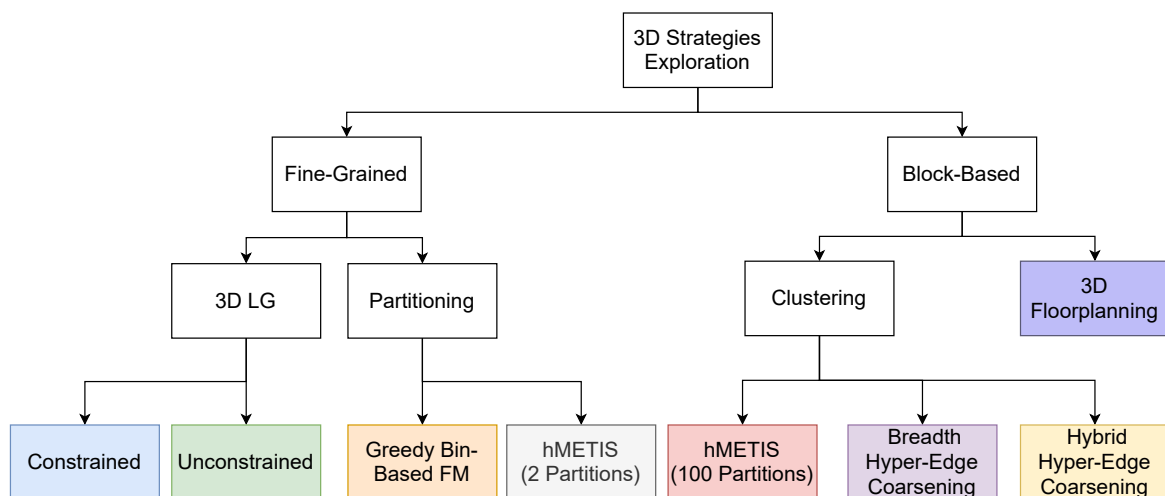 3D Strategies
Exploration
Fine-Grained
Block-Based
3D LG
Partitioning
Clustering
3D
Floorplanning
Constrained
Unconstrained
Greedy Bin-
Based FM
hMETIS
(2 Partitions)
hMETIS
(100 Partitions)
Breadth
Hyper-Edge
Coarsening
Hybrid
Hyper-Edge
Coarsening